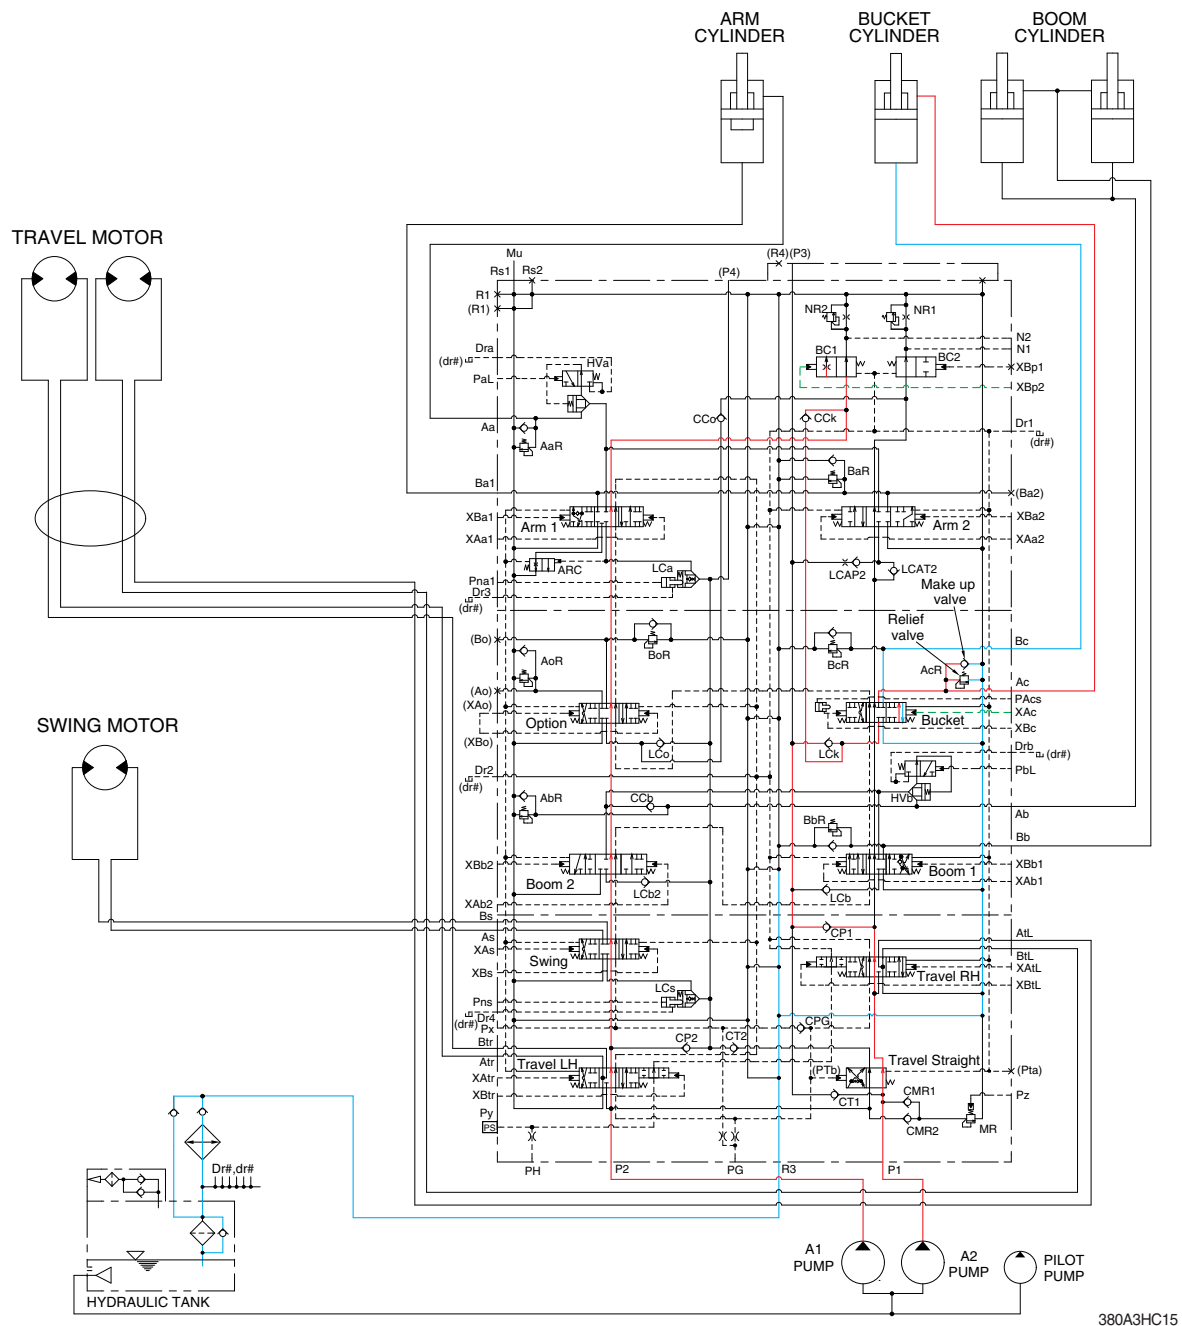 ARM
CYLINDER
BUCKET
CYLINDER
BOOM
CYLINDER
TRAVEL MOTOR
Mu
Rs1
Rs2
(P4)
(R4)
(P3)
R1
(R1)
NR2
NR1
N2
N1
Dra
(dr#)
HVa
BC1
BC2
XBp1
XBp2
PaL
CCo
CCk
Dr1
(dr#)
Aa
AaR
BaR
Ba1
(Ba2)
XBa1
Arm 1
Arm 2
XBa2
XAa1
XAa2
ARC
LCa
LCAP2
LCAT2
Pna1
Dr3
(dr#)
Make up
valve
Relief
valve
(Bo)
BoR
BcR
Bc
AoR
AcR
Ac
(Ao)
PAcs
(XAo)
Option
Bucket
XAc
XBc
(XBo)
LCo
LCk
Drb
(dr#)
Dr2
(dr#)
PbL
HVb
AbR
CCb
Ab
BbR
Bb
SWING MOTOR
XBb2
Boom 2
Boom 1
XBb1
XAb1
LCb2
LCb
XAb2
Bs
CP1
AtL
As
XAs
Swing
BtL
XAtL
Travel RH
XBs
XBtL
LCs
Pns
Dr4
(dr#)
Px
CPG
Btr
CP2
CT2
Atr
Travel LH
Travel Straight
XAtr
(PTb)
(Pta)
XBtr
CT1
CMR1
Pz
Py
PS
CMR2
MR
PH
P2
PG
R3
P1
Dr#,dr#
A1
PUMP
A2
PUMP
PILOT
PUMP
HYDRAULIC TANK
380A3HC15